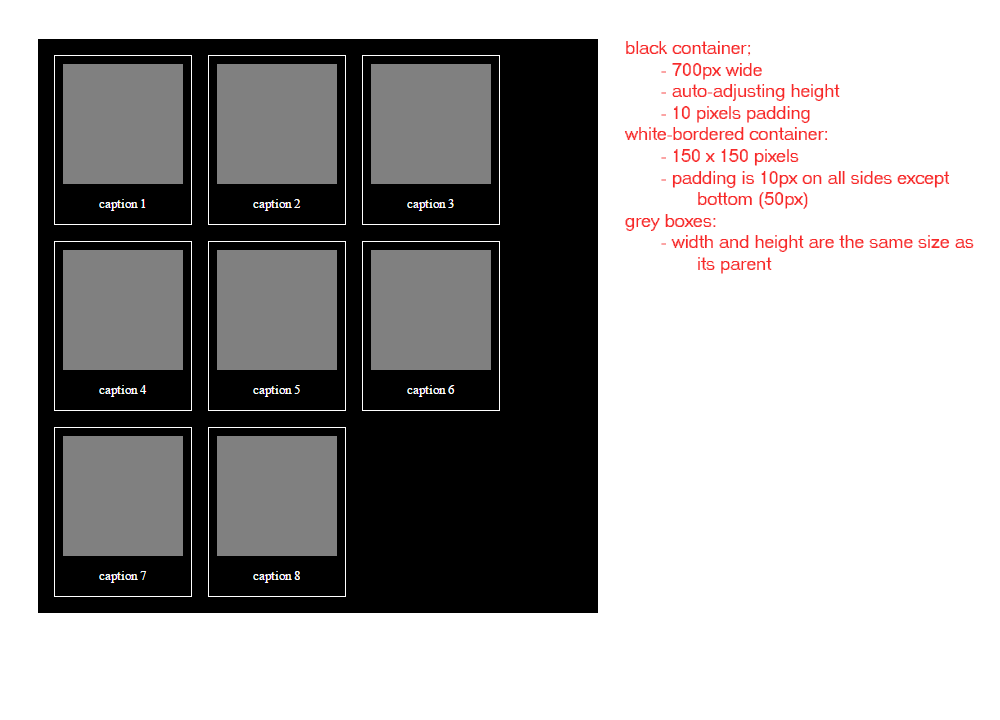 caption 1
caption 2
caption 3
caption 4
caption 5
caption 6
caption 7
caption 8
black container:
- 700px wide
- auto-adjusting height
- 10 pixels padding
white-bordered container:
- 150 x 150 pixels
- padding is 10px on all sides except
bottom (50px)
grey boxes:
- width and height are the same size as
its parent